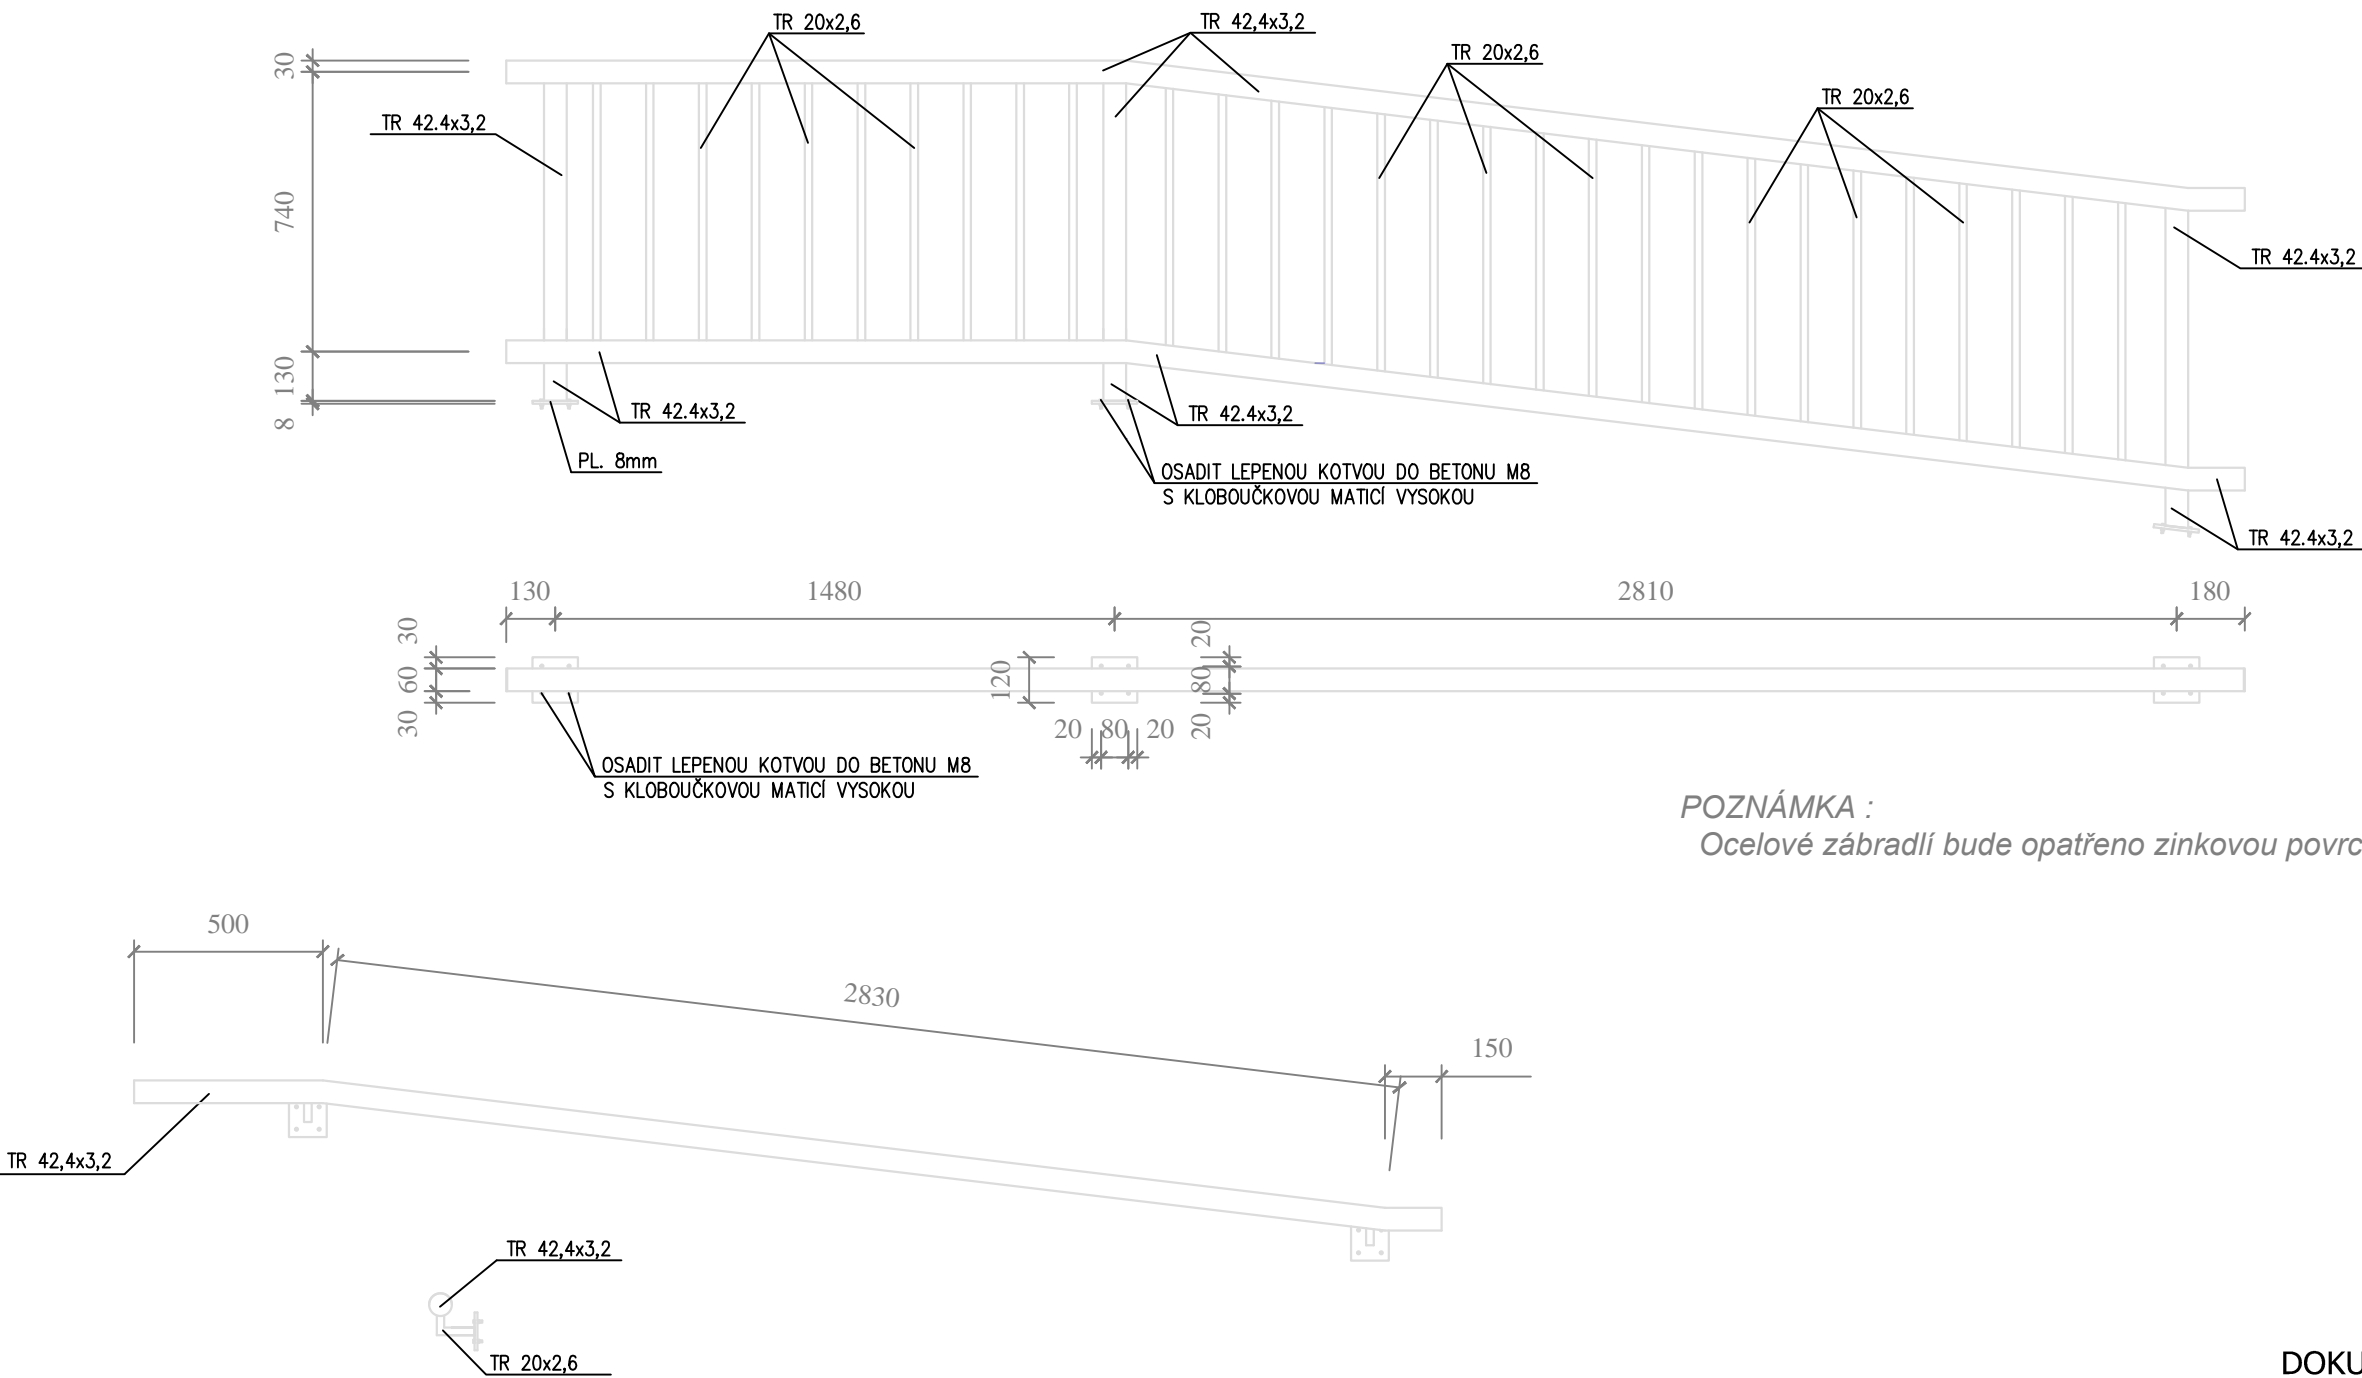 TR 20x2,6
TR 42,4x3,2
TR 20x2,6
TR 20x2,6
TR 42.4x3,2
30
740
130
8
TR 42.4x3,2
TR 42.4x3,2
TR 42.4x3,2
PL. 8mm
OSADIT LEPENOU KOTVOU DO BETONU M8
S KLOBOUČKOVOU MATICÍ VYSOKOU
TR 42.4x3,2
130
1480
2810
180
30
60
30
120
20
80
20
20
80
20
OSADIT LEPENOU KOTVOU DO BETONU M8
S KLOBOUČKOVOU MATICÍ VYSOKOU
POZNÁMKA :
Ocelové zábradlí bude opatřeno zinkovou povrc
500
2830
150
TR 42,4x3,2
TR 42,4x3,2
TR 20x2,6
DOKU